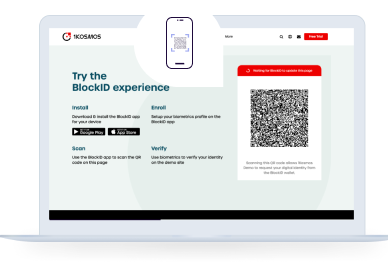 1KOSMOS
More
Free Trial
Waiting for BlockID to update this page
Try the
BlockID experience
Install
Download & install the BlockID app
for your device
Google Play
App Store
Enroll
Setup your biometrics profile on the
BlockID app
Scan
Use the BlockID app to scan the QR
code on this page
Verify
Use biometrics to verify your identity
on the demo site
Scanning this QR code allows 1Kosmos
Demo to request your digital identity from
the BlockID wallet.